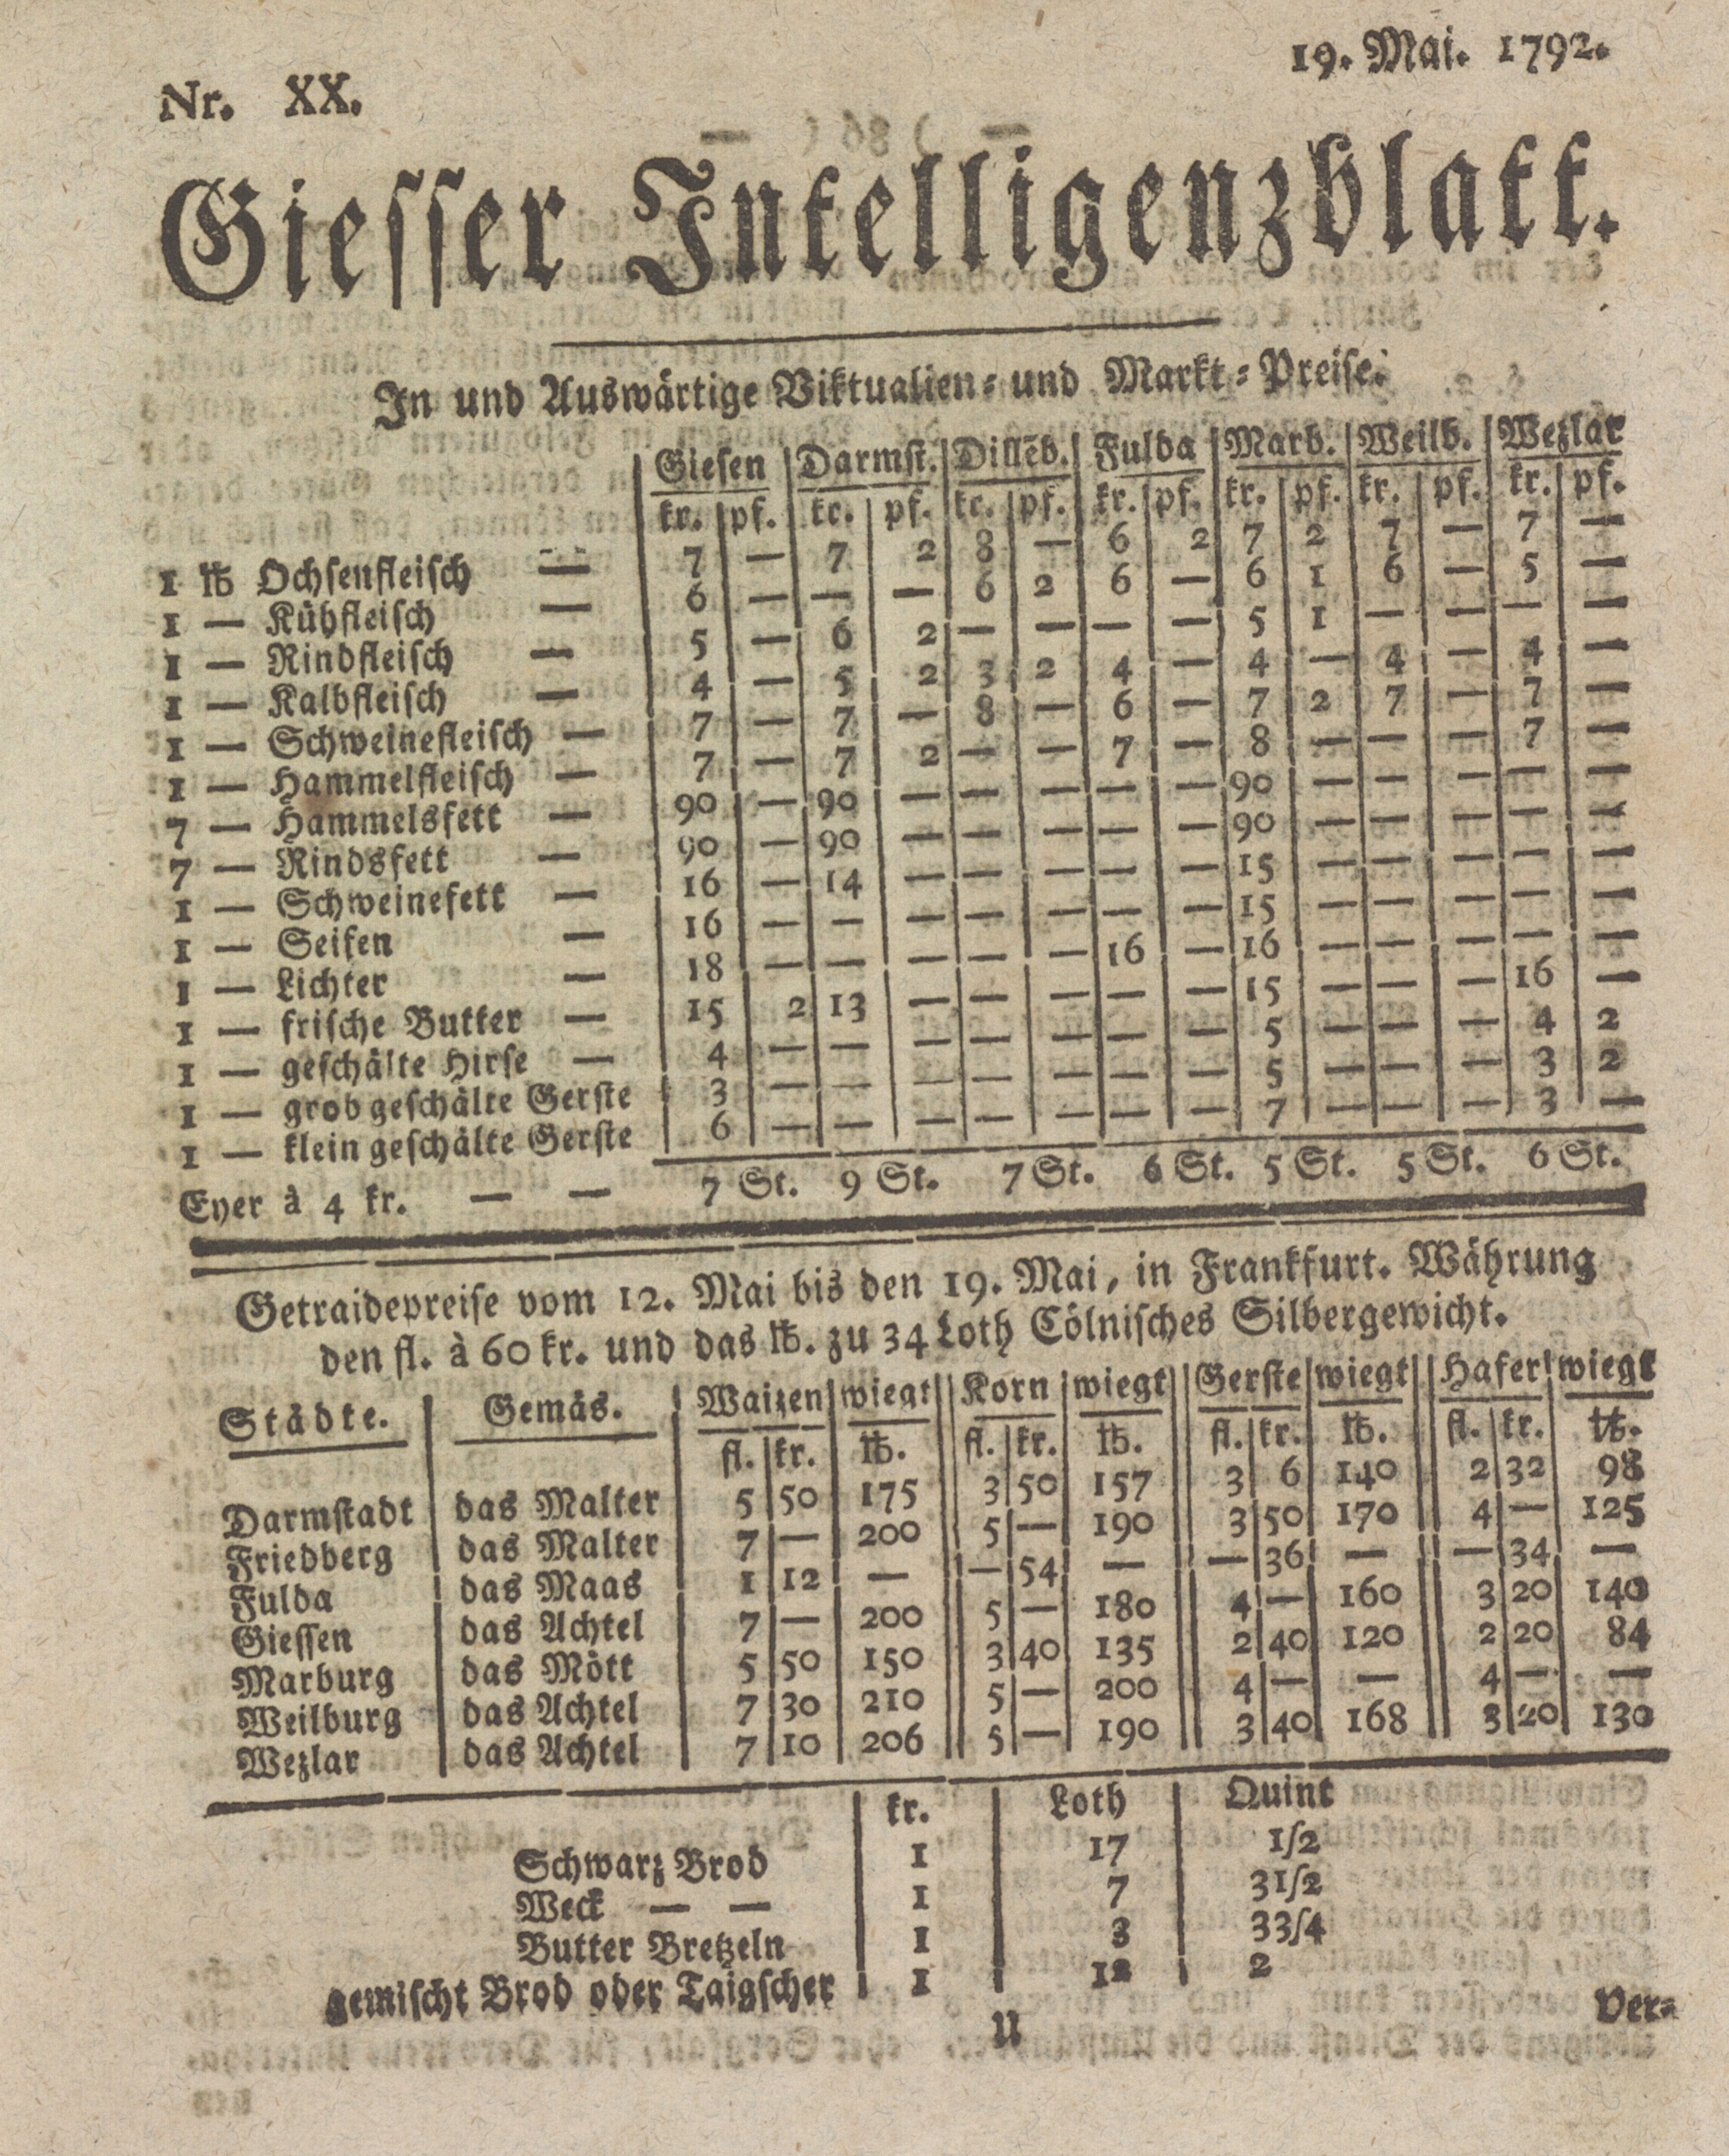 Nr. XX.
19. Mai. 1792.
Giesser Intelligenzblatt.
In und Auswärtige Viktualien- und Markt-Preise.
Giesen | Darmst. | Dillēb. | Fulda | Marb. | Weilb. | Wezlar
kr. | pf. | kr. | pf. | kr. | pf. | kr. | pf. | kr. | pf. | kr. | pf. | kr. | pf.
1 ℔ Ochsenfleisch — 7 | — | 7 | 2 | 8 | — | 6 | 2 | 7 | 2 | 7 | — | 7 | —
1 — Kühfleisch — 6 | — | — | — | 6 | 2 | 6 | — | 6 | 1 | 6 | — | 5 | —
1 — Rindfleisch — 5 | — | 6 | 2 | — | — | — | — | 5 | 1 | — | — | — | —
1 — Kalbfleisch — 4 | — | 5 | 2 | 3 | 2 | 4 | — | 4 | — | 4 | — | 4 | —
1 — Schweinefleisch — 7 | — | 7 | — | 8 | — | 6 | — | 7 | 2 | 7 | — | 7 | —
1 — Hammelfleisch — 7 | — | 7 | 2 | — | — | 7 | — | 8 | — | — | — | 7 | —
7 — Hammelsfett — 90 | — | 90 | — | — | — | — | — | 90 | — | — | — | — | —
7 — Rindsfett — 90 | — | 90 | — | — | — | — | — | 90 | — | — | — | — | —
1 — Schweinefett — 16 | — | 14 | — | — | — | — | — | 15 | — | — | — | — | —
1 — Seifen — 16 | — | — | — | — | — | — | — | 15 | — | — | — | — | —
1 — Lichter — 18 | — | — | — | — | — | 16 | — | 16 | — | — | — | — | —
1 — frische Butter — 15 | 2 | 13 | — | — | — | — | — | 15 | — | — | — | 16 | —
1 — geschälte Hirse — 4 | — | — | — | — | — | — | — | 5 | — | — | — | 4 | 2
1 — grob geschälte Gerste 3 | — | — | — | — | — | — | — | 5 | — | — | — | 3 | 2
1 — klein geschälte Gerste 6 | — | — | — | — | — | — | — | 7 | — | — | — | 3 | —
Eyer à 4 kr. — — 7 St. 9 St. 7 St. 6 St. 5 St. 5 St. 6 St.
Getraidepreise vom 12. Mai bis den 19. Mai, in Frankfurt. Währung
den fl. à 60 kr. und das ℔. zu 34 Loth Cölnisches Silbergewicht.
Städte. | Gemäs. | Waizen | wiegt | Korn | wiegt | Gerste | wiegt | Hafer | wiegt
fl. | kr. | ℔. | fl. | kr. | ℔. | fl. | kr. | ℔. | fl. | kr. | ℔.
Darmstadt | das Malter | 5 | 50 | 175 | 3 | 50 | 157 | 3 | 6 | 140 | 2 | 32 | 98
Friedberg | das Malter | 7 | — | 200 | 5 | — | 190 | 3 | 50 | 170 | 4 | — | 125
Fulda | das Maas | 1 | 12 | — | — | 54 | — | — | 36 | — | — | 34 | —
Giessen | das Achtel | 7 | — | 200 | 5 | — | 180 | 4 | — | 160 | 3 | 20 | 140
Marburg | das Mött | 5 | 50 | 150 | 3 | 40 | 135 | 2 | 40 | 120 | 2 | 20 | 84
Weilburg | das Achtel | 7 | 30 | 210 | 5 | — | 200 | 4 | — | — | 4 | — | —
Wezlar | das Achtel | 7 | 10 | 206 | 5 | — | 190 | 3 | 40 | 168 | 3 | 20 | 130
kr. | Loth | Quint
Schwarz Brod | 1 | 17 | 1/2
Weck — — | 1 | 7 | 31/2
Butter Bretzeln | 1 | 3 | 33/4
gemischt Brod oder Taigscher | 1 | 12 | 2
U
Ver-